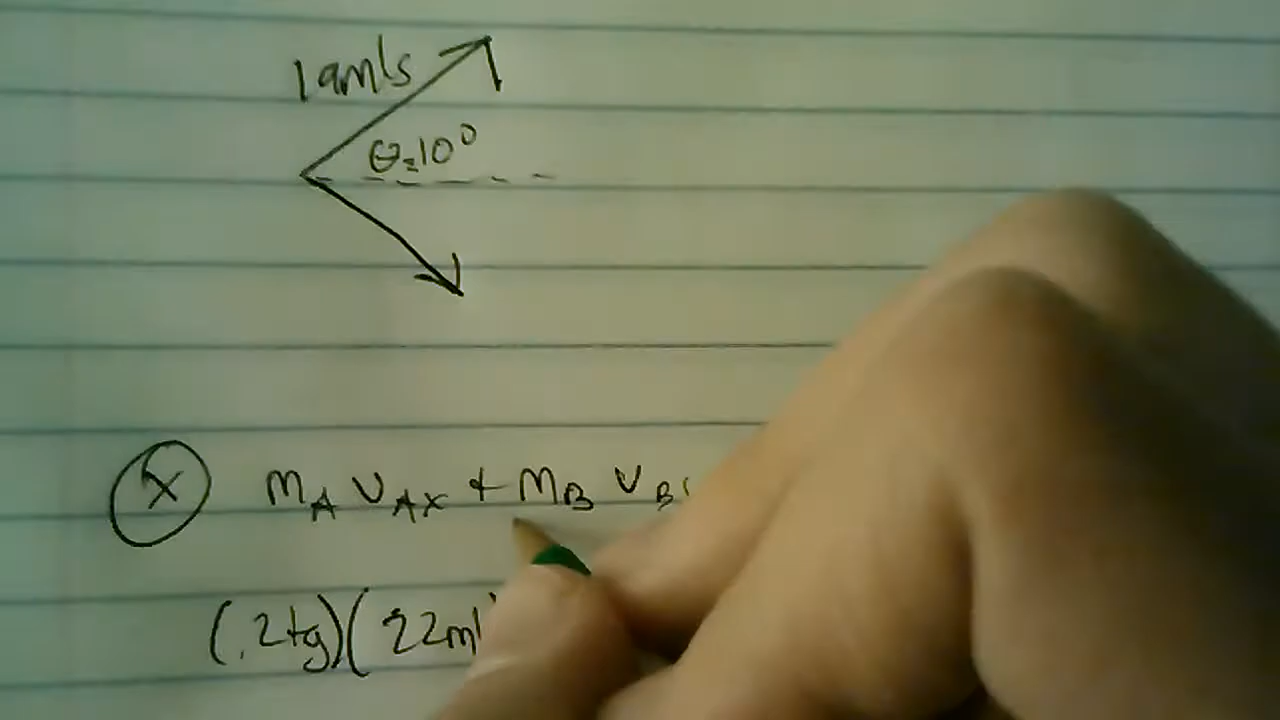 19m/s
θ=10°
X mA vAx + mB vB
(.2kg)(22m